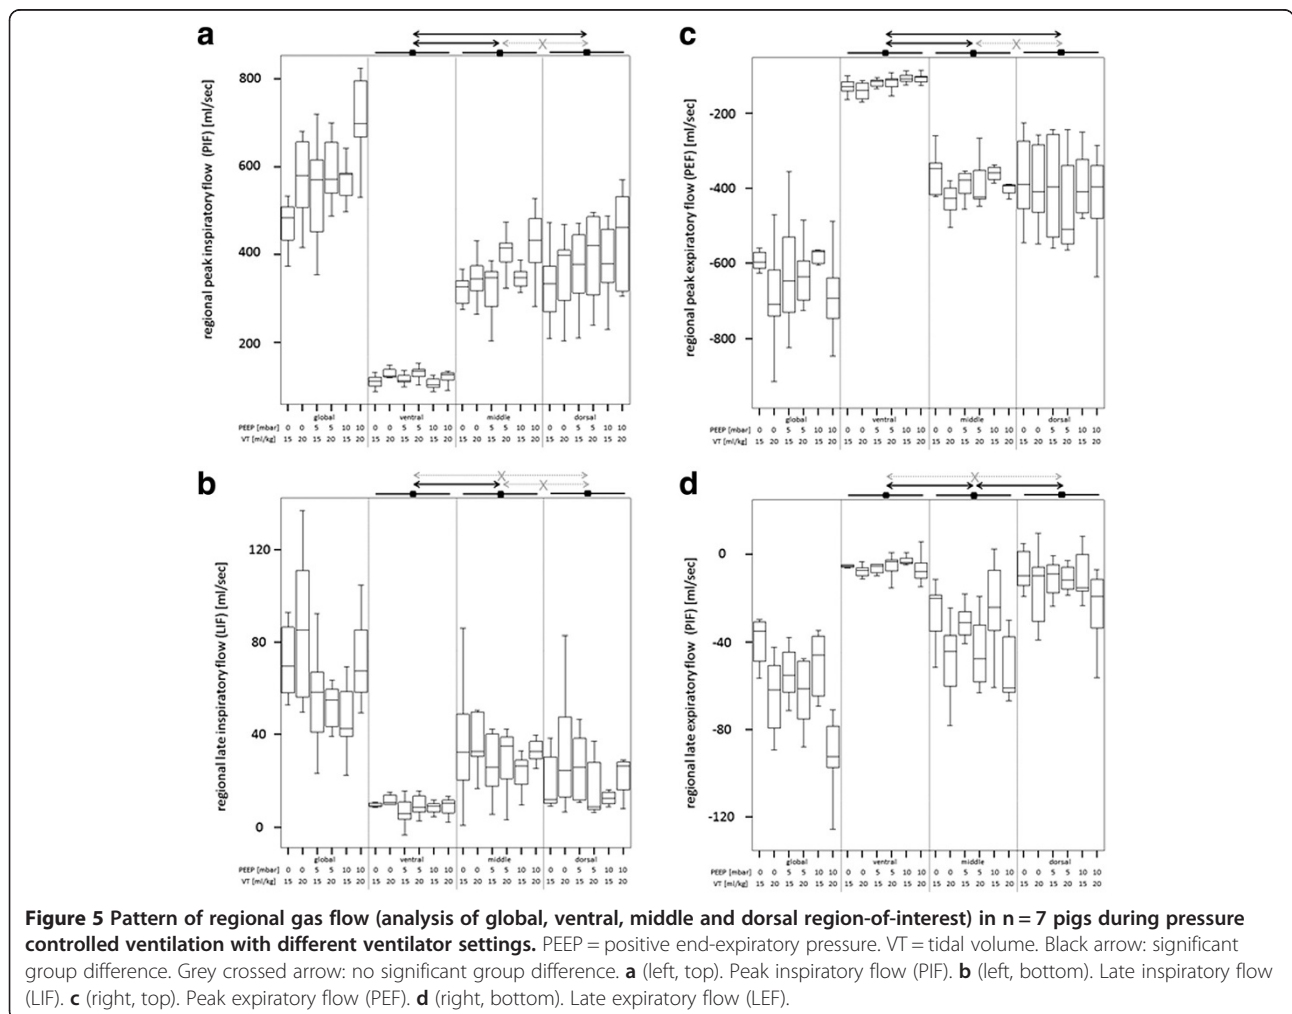 a
regional peak inspiratory flow (PIF) [ml/sec]
800
600
400
200
X
global ventral middle dorsal
PEEP [mbar] 0 0 5 5 10 10 0 0 5 5 10 10 0 0 5 5 10 10 0 0 5 5 10 10
VT [ml/kg] 15 20 15 20 15 20 15 20 15 20 15 20 15 20 15 20 15 20 15 20 15 20 15 20
c
regional peak expiratory flow (PEF) [ml/sec]
-200
-400
-600
-800
X
global ventral middle dorsal
PEEP [mbar] 0 0 5 5 10 10 0 0 5 5 10 10 0 0 5 5 10 10 0 0 5 5 10 10
VT [ml/kg] 15 20 15 20 15 20 15 20 15 20 15 20 15 20 15 20 15 20 15 20 15 20 15 20
b
regional late inspiratory flow (LIF) [ml/sec]
120
80
40
0
X
X
global ventral middle dorsal
PEEP [mbar] 0 0 5 5 10 10 0 0 5 5 10 10 0 0 5 5 10 10 0 0 5 5 10 10
VT [ml/kg] 15 20 15 20 15 20 15 20 15 20 15 20 15 20 15 20 15 20 15 20 15 20 15 20
d
regional late expiratory flow (PIF) [ml/sec]
0
-40
-80
-120
X
global ventral middle dorsal
PEEP [mbar] 0 0 5 5 10 10 0 0 5 5 10 10 0 0 5 5 10 10 0 0 5 5 10 10
VT [ml/kg] 15 20 15 20 15 20 15 20 15 20 15 20 15 20 15 20 15 20 15 20 15 20 15 20
Figure 5 Pattern of regional gas flow (analysis of global, ventral, middle and dorsal region-of-interest) in n = 7 pigs during pressure
controlled ventilation with different ventilator settings. PEEP = positive end-expiratory pressure. VT = tidal volume. Black arrow: significant
group difference. Grey crossed arrow: no significant group difference. a (left, top). Peak inspiratory flow (PIF). b (left, bottom). Late inspiratory flow
(LIF). c (right, top). Peak expiratory flow (PEF). d (right, bottom). Late expiratory flow (LEF).